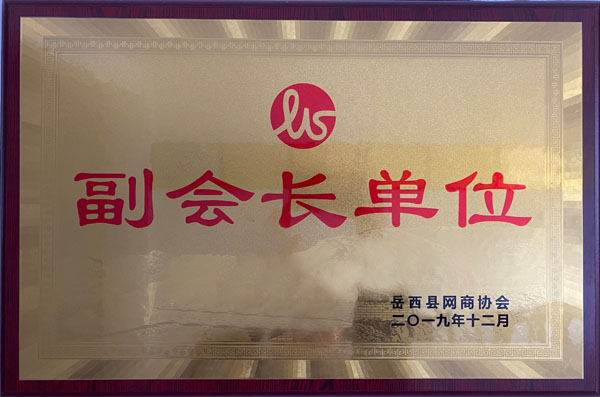 副会长单位
岳西县网商协会
二〇一九年十二月